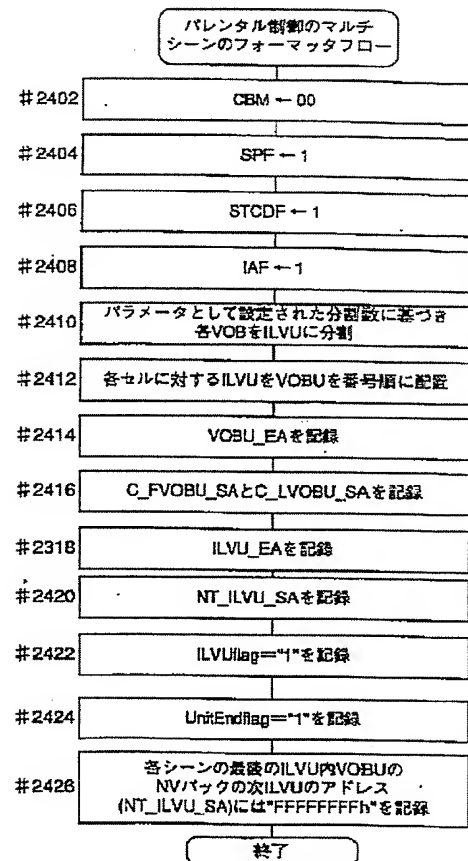 パレンタル制御のマルチ
シーンのフォーマッタフロー
#2402
CBM ← 00
#2404
SPF ← 1
#2406
STCDF ← 1
#2408
IAF ← 1
#2410
パラメータとして設定された分割数に基づき
各VOBをILVUに分割
#2412
各セルに対するILVUをVOBUを番号順に配置
#2414
VOBU_EAを記録
#2416
C_FVOBU_SAとC_LVOBU_SAを記録
#2318
ILVU_EAを記録
#2420
NT_ILVU_SAを記録
#2422
ILVUflag=="1"を記録
#2424
UnitEndflag=="1"を記録
#2426
各シーンの最後のILVU内VOBUの
NVパックの次ILVUのアドレス
(NT_ILVU_SA)には"FFFFFFFFh"を記録
終了